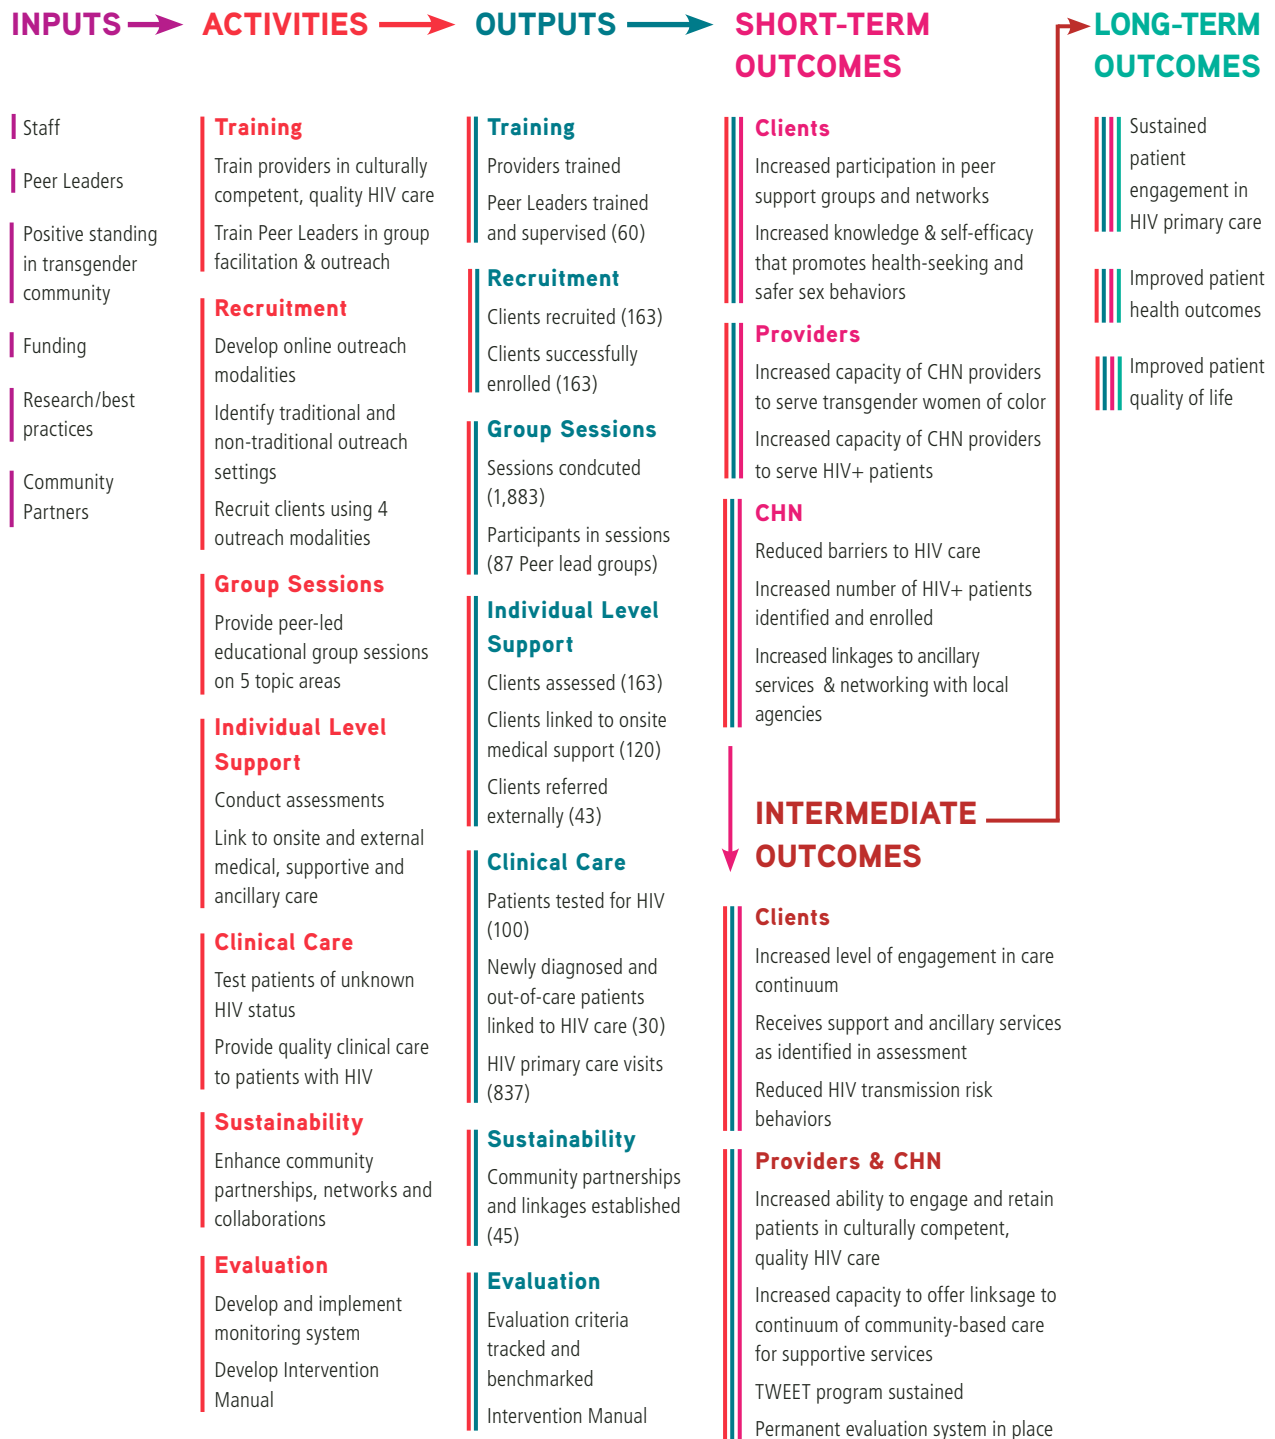 INPUTS
ACTIVITIES
OUTPUTS
SHORT-TERM
OUTCOMES
LONG-TERM
OUTCOMES
Staff
Peer Leaders
Positive standing
in transgender
community
Funding
Research/best
practices
Community
Partners
Training
Train providers in culturally
competent, quality HIV care
Train Peer Leaders in group
facilitation & outreach
Recruitment
Develop online outreach
modalities
Identify traditional and
non-traditional outreach
settings
Recruit clients using 4
outreach modalities
Group Sessions
Provide peer-led
educational group sessions
on 5 topic areas
Individual Level
Support
Conduct assessments
Link to onsite and external
medical, supportive and
ancillary care
Clinical Care
Test patients of unknown
HIV status
Provide quality clinical care
to patients with HIV
Sustainability
Enhance community
partnerships, networks and
collaborations
Evaluation
Develop and implement
monitoring system
Develop Intervention
Manual
Training
Providers trained
Peer Leaders trained
and supervised (60)
Recruitment
Clients recruited (163)
Clients successfully
enrolled (163)
Group Sessions
Sessions condcuted
(1,883)
Participants in sessions
(87 Peer lead groups)
Individual Level
Support
Clients assessed (163)
Clients linked to onsite
medical support (120)
Clients referred
externally (43)
Clinical Care
Patients tested for HIV
(100)
Newly diagnosed and
out-of-care patients
linked to HIV care (30)
HIV primary care visits
(837)
Sustainability
Community partnerships
and linkages established
(45)
Evaluation
Evaluation criteria
tracked and
benchmarked
Intervention Manual
Clients
Increased participation in peer
support groups and networks
Increased knowledge & self-efficacy
that promotes health-seeking and
safer sex behaviors
Providers
Increased capacity of CHN providers
to serve transgender women of color
Increased capacity of CHN providers
to serve HIV+ patients
CHN
Reduced barriers to HIV care
Increased number of HIV+ patients
identified and enrolled
Increased linkages to ancillary
services & networking with local
agencies
INTERMEDIATE
OUTCOMES
Clients
Increased level of engagement in care
continuum
Receives support and ancillary services
as identified in assessment
Reduced HIV transmission risk
behaviors
Providers & CHN
Increased ability to engage and retain
patients in culturally competent,
quality HIV care
Increased capacity to offer linksage to
continuum of community-based care
for supportive services
TWEET program sustained
Permanent evaluation system in place
Sustained
patient
engagement in
HIV primary care
Improved patient
health outcomes
Improved patient
quality of life